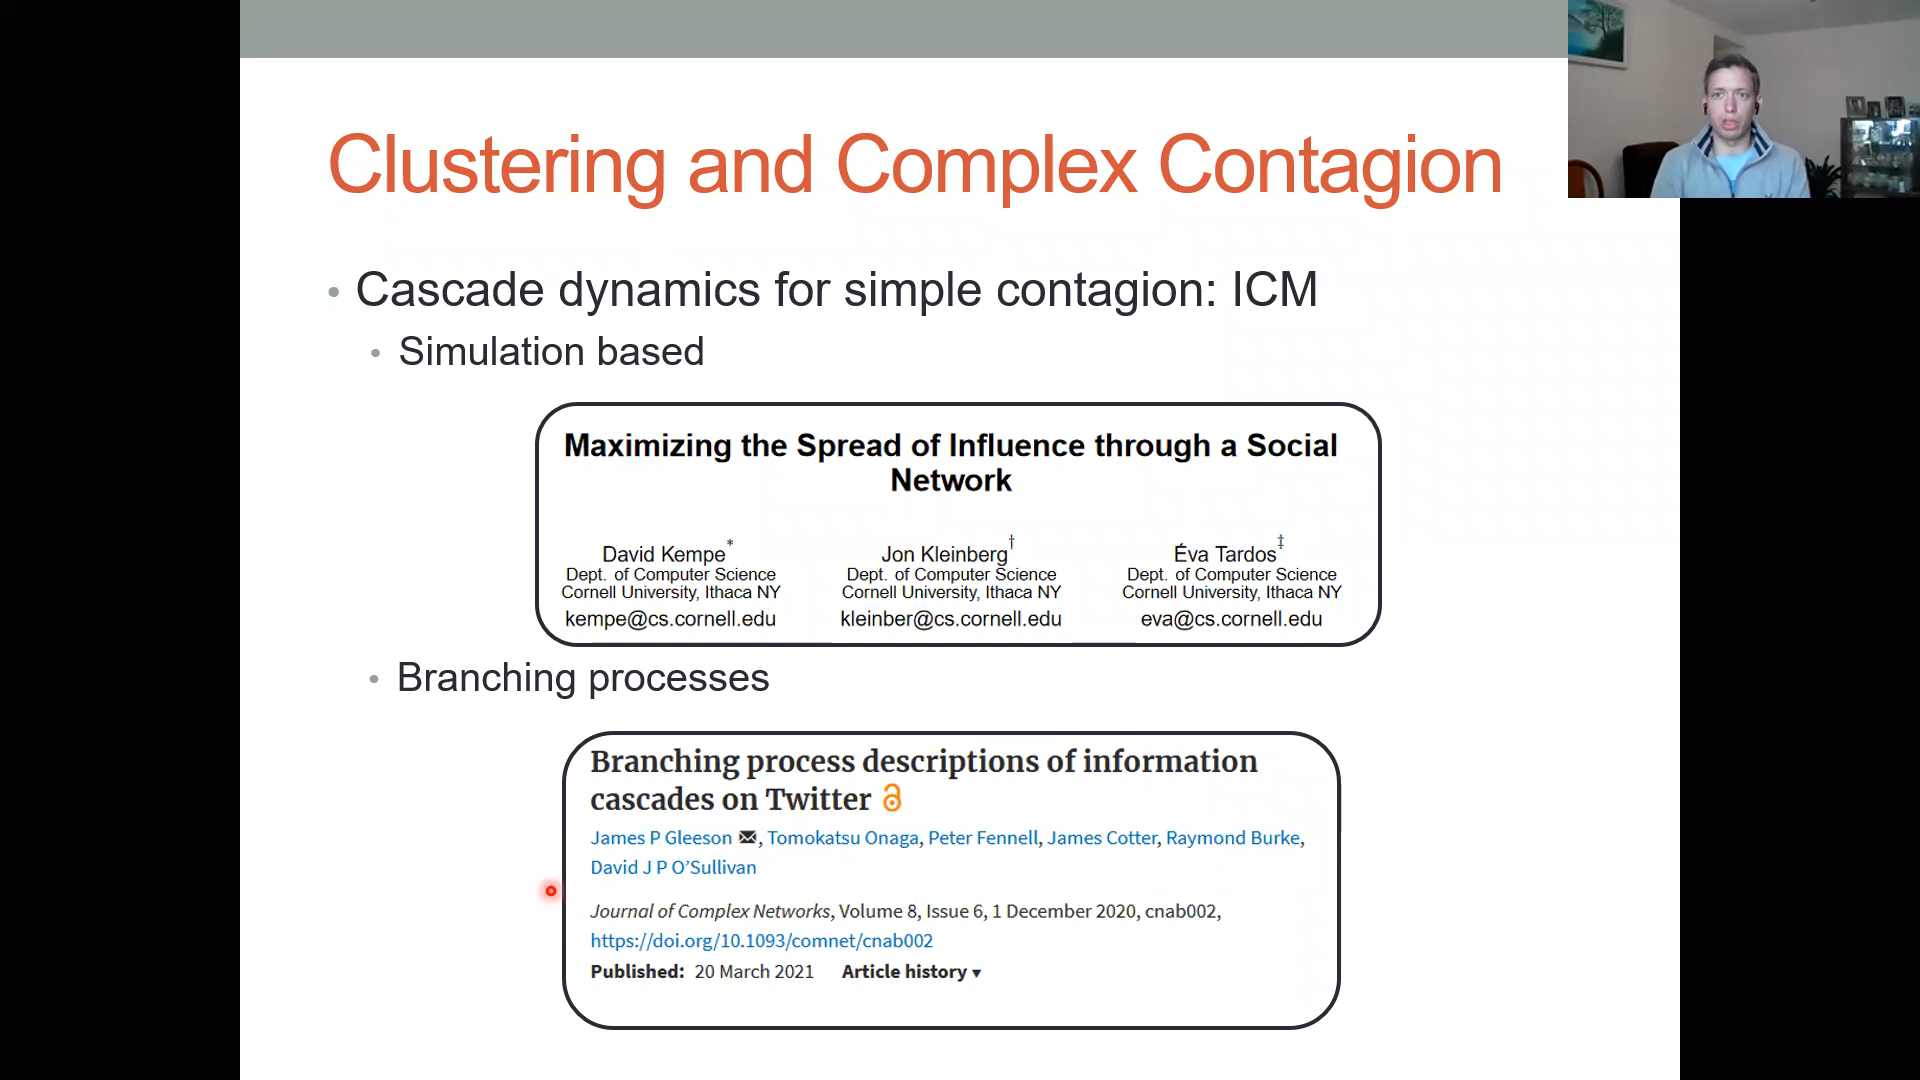 Clustering and Complex Contagion
• Cascade dynamics for simple contagion: ICM
• Simulation based
Maximizing the Spread of Influence through a Social
Network
David Kempe* Jon Kleinberg† Éva Tardos‡
Dept. of Computer Science Dept. of Computer Science Dept. of Computer Science
Cornell University, Ithaca NY Cornell University, Ithaca NY Cornell University, Ithaca NY
kempe@cs.cornell.edu kleinber@cs.cornell.edu eva@cs.cornell.edu
• Branching processes
Branching process descriptions of information
cascades on Twitter
James P Gleeson ✉, Tomokatsu Onaga, Peter Fennell, James Cotter, Raymond Burke,
David J P O’Sullivan
Journal of Complex Networks, Volume 8, Issue 6, 1 December 2020, cnab002,
https://doi.org/10.1093/comnet/cnab002
Published: 20 March 2021 Article history ▾